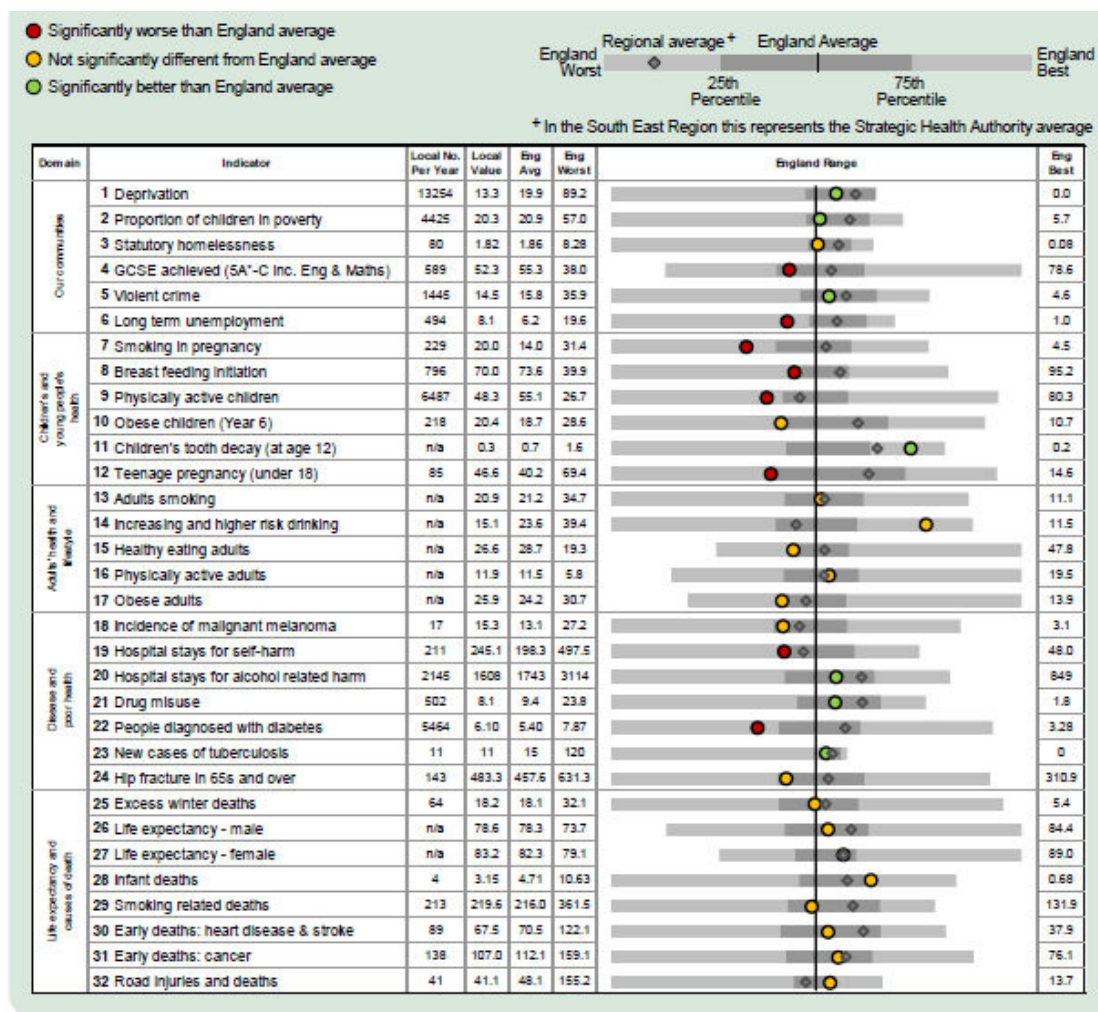 Significantly worse than England average
Not significantly different from England average
Significantly better than England average
Regional average+ England Average
England Worst
England Best
25th Percentile
75th Percentile
+ In the South East Region this represents the Strategic Health Authority average
Domain Indicator Local No. Per Year Local Value Eng Avg Eng Worst England Range Eng Best
Our communities
1 Deprivation 13254 13.3 19.9 89.2 0.0
2 Proportion of children in poverty 4425 20.3 20.9 57.0 5.7
3 Statutory homelessness 80 1.82 1.86 8.28 0.08
4 GCSE achieved (5A*-C inc. Eng & Maths) 589 52.3 55.3 38.0 78.6
5 Violent crime 1445 14.5 15.8 35.9 4.6
6 Long term unemployment 494 8.1 6.2 19.6 1.0
Children's and young people's health
7 Smoking in pregnancy 229 20.0 14.0 31.4 4.5
8 Breast feeding initiation 796 70.0 73.6 39.9 95.2
9 Physically active children 6487 48.3 55.1 26.7 80.3
10 Obese children (Year 6) 218 20.4 18.7 28.6 10.7
11 Children's tooth decay (at age 12) n/a 0.3 0.7 1.6 0.2
12 Teenage pregnancy (under 18) 85 46.6 40.2 69.4 14.6
Adults' health and lifestyle
13 Adults smoking n/a 20.9 21.2 34.7 11.1
14 Increasing and higher risk drinking n/a 15.1 23.6 39.4 11.5
15 Healthy eating adults n/a 26.6 28.7 19.3 47.8
16 Physically active adults n/a 11.9 11.5 5.8 19.5
17 Obese adults n/a 25.9 24.2 30.7 13.9
Disease and poor health
18 Incidence of malignant melanoma 17 15.3 13.1 27.2 3.1
19 Hospital stays for self-harm 211 245.1 198.3 497.5 48.0
20 Hospital stays for alcohol related harm 2145 1608 1743 3114 849
21 Drug misuse 502 8.1 9.4 23.8 1.8
22 People diagnosed with diabetes 5464 6.10 5.40 7.87 3.28
23 New cases of tuberculosis 11 11 15 120 0
24 Hip fracture in 65s and over 143 483.3 457.6 631.3 310.9
Life expectancy and causes of death
25 Excess winter deaths 64 18.2 18.1 32.1 5.4
26 Life expectancy - male n/a 78.6 78.3 73.7 84.4
27 Life expectancy - female n/a 83.2 82.3 79.1 89.0
28 Infant deaths 4 3.15 4.71 10.63 0.68
29 Smoking related deaths 213 219.6 216.0 361.5 131.9
30 Early deaths: heart disease & stroke 89 67.5 70.5 122.1 37.9
31 Early deaths: cancer 138 107.0 112.1 159.1 76.1
32 Road injuries and deaths 41 41.1 48.1 155.2 13.7